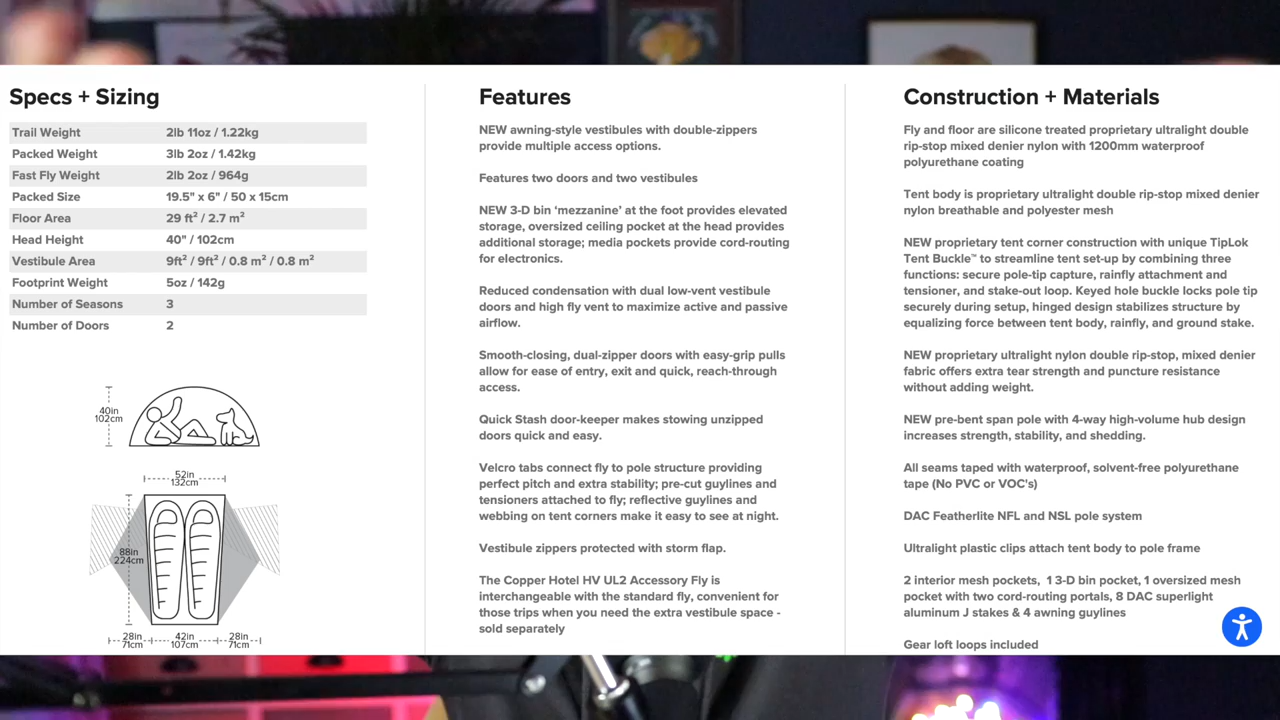 Specs + Sizing
Trail Weight 2lb 11oz / 1.22kg
Packed Weight 3lb 2oz / 1.42kg
Fast Fly Weight 2lb 2oz / 964g
Packed Size 19.5" x 6" / 50 x 15cm
Floor Area 29 ft² / 2.7 m²
Head Height 40" / 102cm
Vestibule Area 9ft² / 9ft² / 0.8 m² / 0.8 m²
Footprint Weight 5oz / 142g
Number of Seasons 3
Number of Doors 2
40in
102cm
52in
132cm
88in
224cm
28in 42in 28in
71cm 107cm 71cm
Features
NEW awning-style vestibules with double-zippers
provide multiple access options.
Features two doors and two vestibules
NEW 3-D bin ‘mezzanine’ at the foot provides elevated
storage, oversized ceiling pocket at the head provides
additional storage; media pockets provide cord-routing
for electronics.
Reduced condensation with dual low-vent vestibule
doors and high fly vent to maximize active and passive
airflow.
Smooth-closing, dual-zipper doors with easy-grip pulls
allow for ease of entry, exit and quick, reach-through
access.
Quick Stash door-keeper makes stowing unzipped
doors quick and easy.
Velcro tabs connect fly to pole structure providing
perfect pitch and extra stability; pre-cut guylines and
tensioners attached to fly; reflective guylines and
webbing on tent corners make it easy to see at night.
Vestibule zippers protected with storm flap.
The Copper Hotel HV UL2 Accessory Fly is
interchangeable with the standard fly, convenient for
those trips when you need the extra vestibule space -
sold separately
Construction + Materials
Fly and floor are silicone treated proprietary ultralight double
rip-stop mixed denier nylon with 1200mm waterproof
polyurethane coating
Tent body is proprietary ultralight double rip-stop mixed denier
nylon breathable and polyester mesh
NEW proprietary tent corner construction with unique TipLok
Tent Buckle™ to streamline tent set-up by combining three
functions: secure pole-tip capture, rainfly attachment and
tensioner, and stake-out loop. Keyed hole buckle locks pole tip
securely during setup, hinged design stabilizes structure by
equalizing force between tent body, rainfly, and ground stake.
NEW proprietary ultralight nylon double rip-stop, mixed denier
fabric offers extra tear strength and puncture resistance
without adding weight.
NEW pre-bent span pole with 4-way high-volume hub design
increases strength, stability, and shedding.
All seams taped with waterproof, solvent-free polyurethane
tape (No PVC or VOC's)
DAC Featherlite NFL and NSL pole system
Ultralight plastic clips attach tent body to pole frame
2 interior mesh pockets, 1 3-D bin pocket, 1 oversized mesh
pocket with two cord-routing portals, 8 DAC superlight
aluminum J stakes & 4 awning guylines
Gear loft loops included